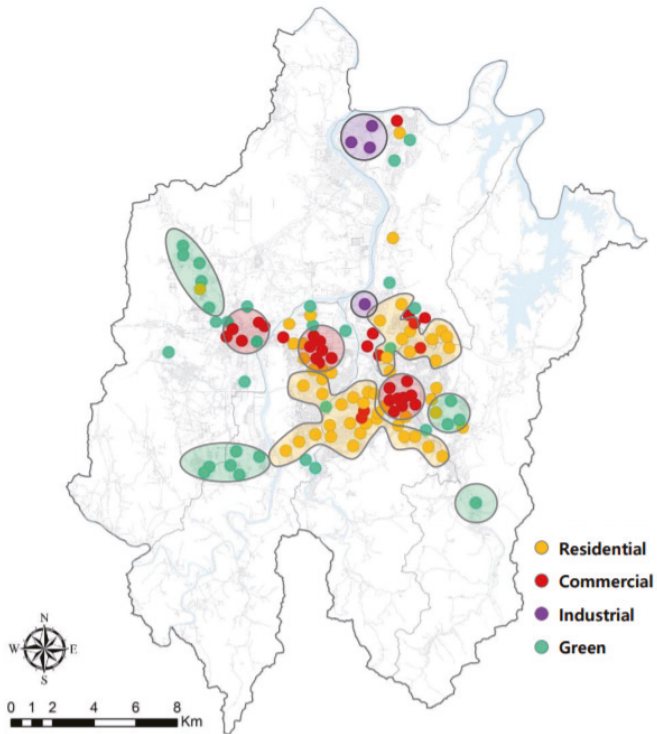 Residential
Commercial
Industrial
Green
N
W E
S
0 1 2 4 6 8 Km